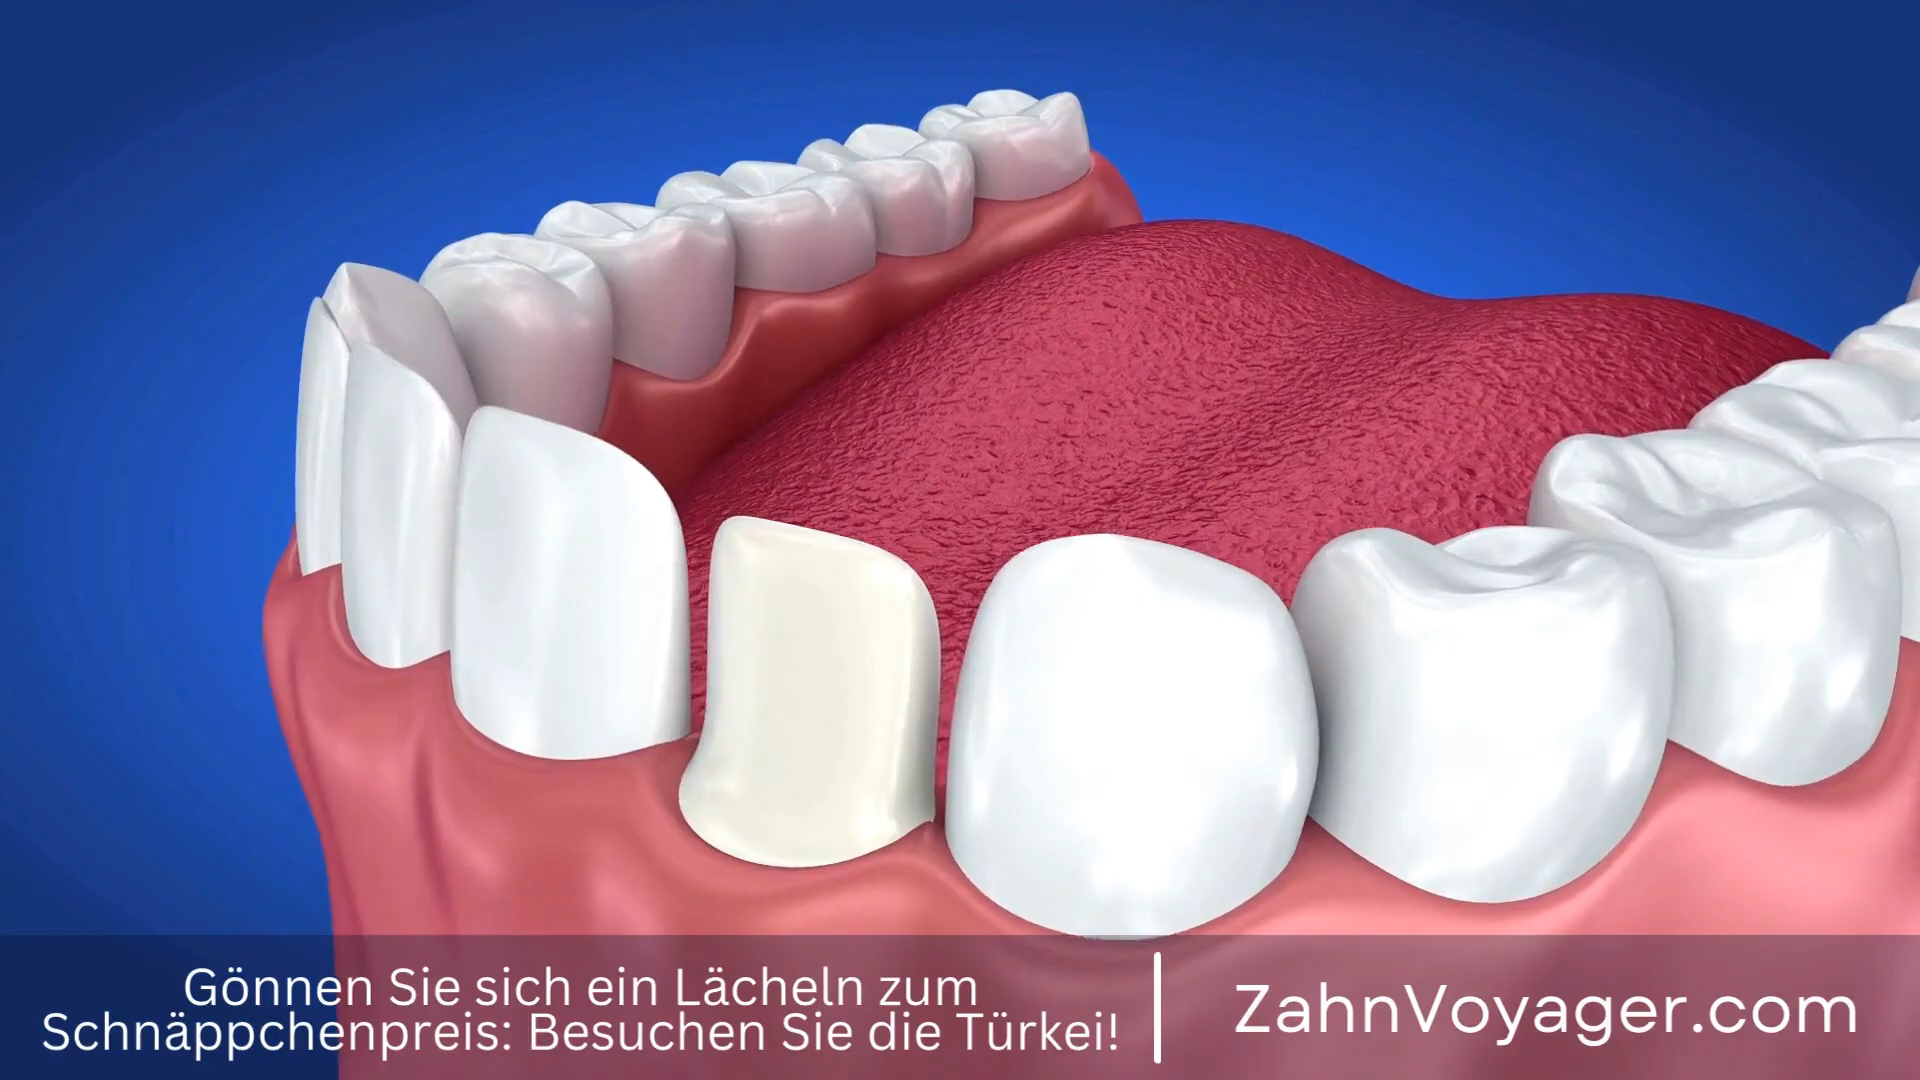 Gönnen Sie sich ein Lächeln zum
Schnäppchenpreis: Besuchen Sie die Türkei!
ZahnVoyager.com